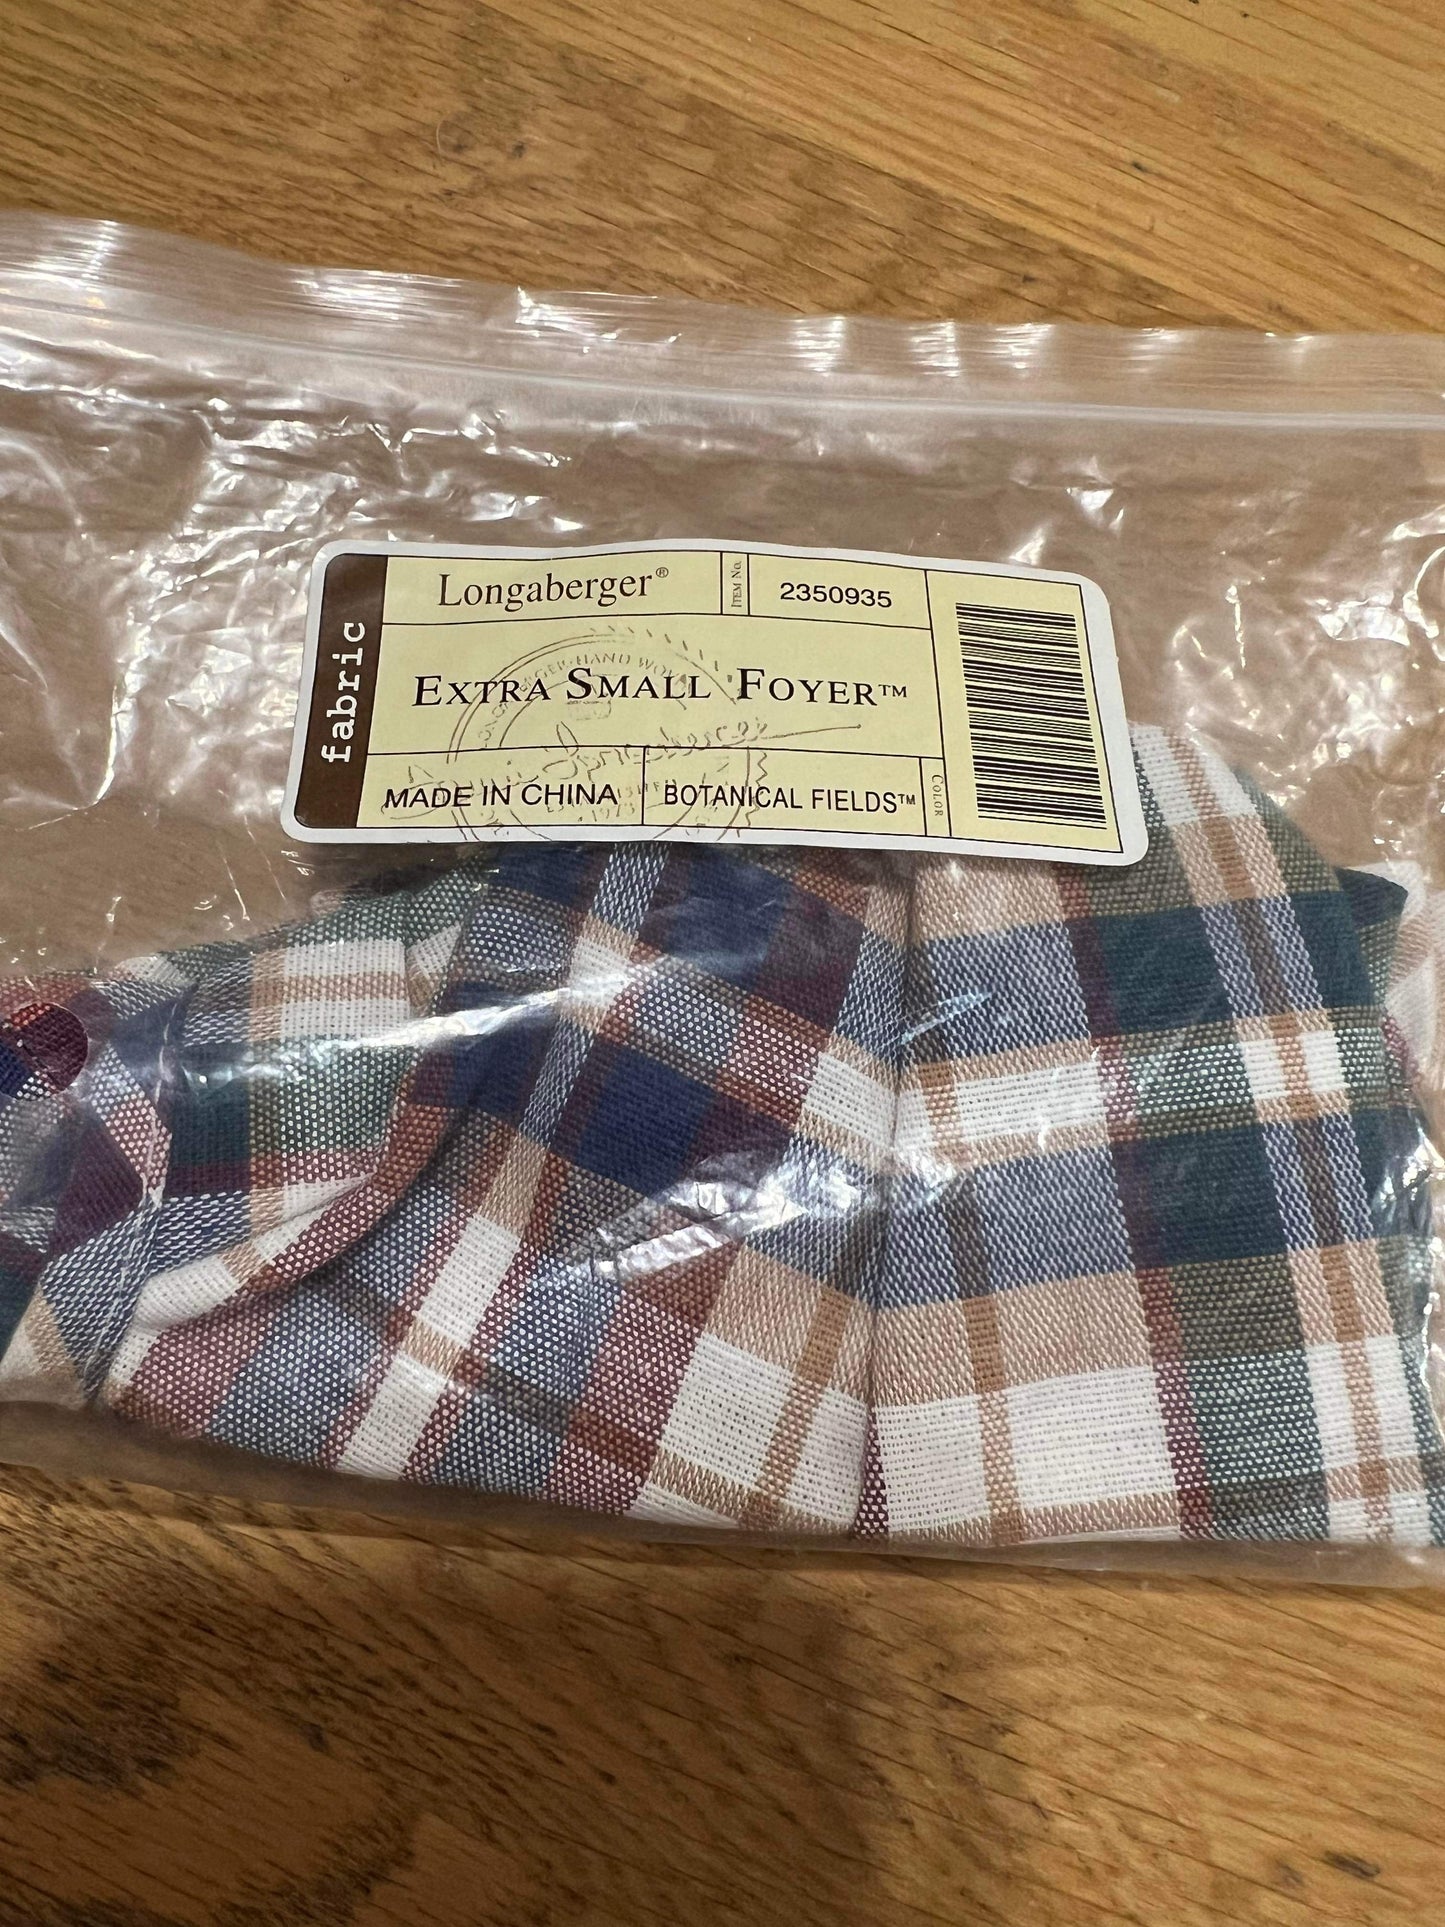 fabric
Longaberger®
ITEM NO.
2350935
EXTRA SMALL FOYER™
MADE IN CHINA
BOTANICAL FIELDS™
COLOR